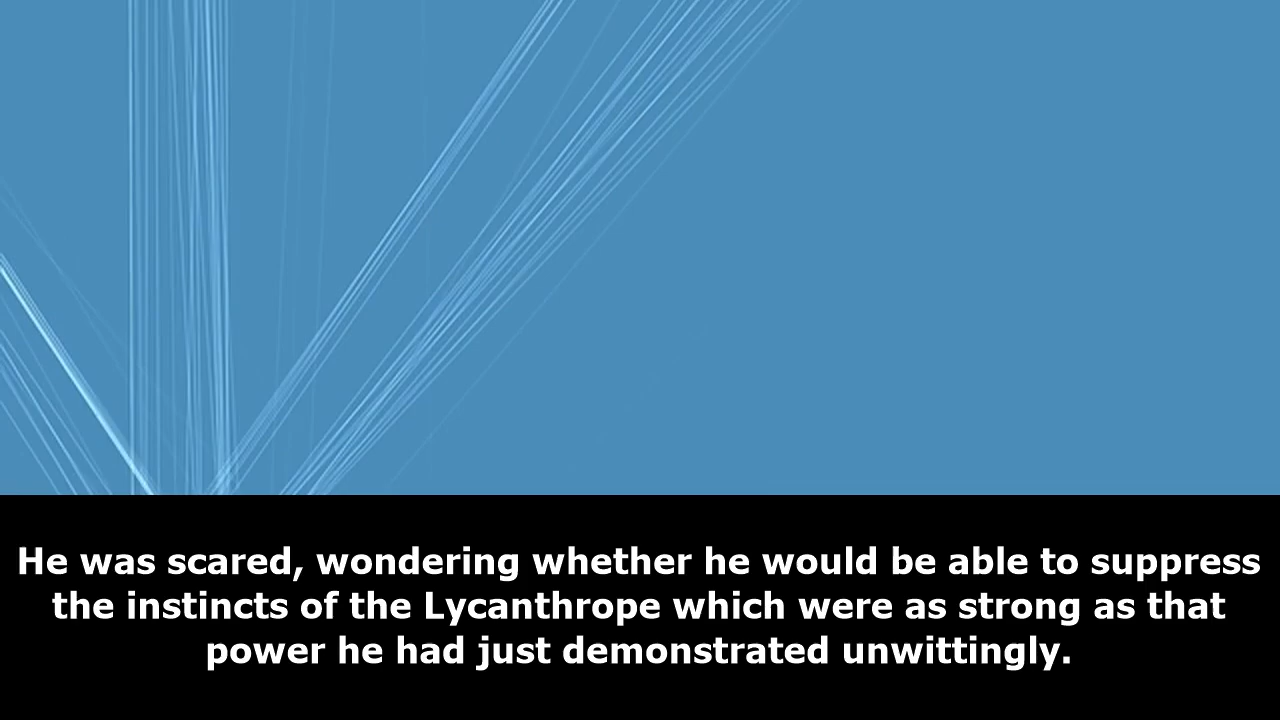 He was scared, wondering whether he would be able to suppress
the instincts of the Lycanthrope which were as strong as that
power he had just demonstrated unwittingly.